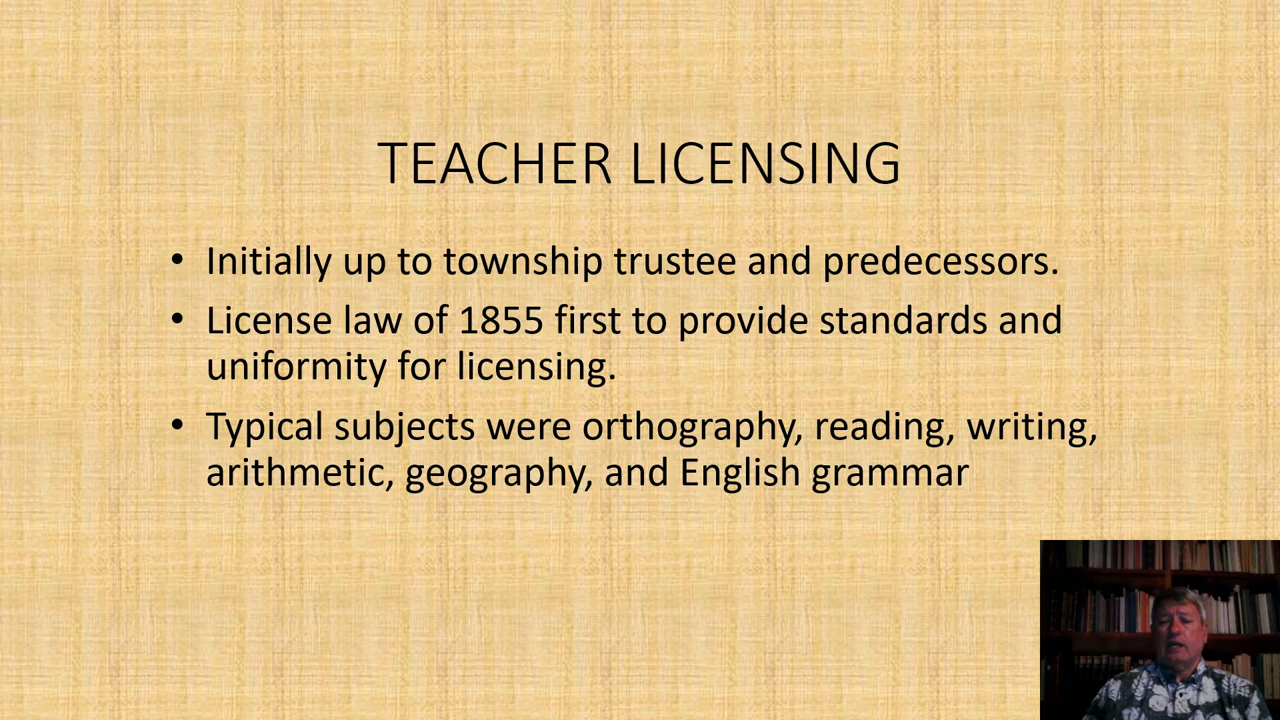 TEACHER LICENSING
• Initially up to township trustee and predecessors.
• License law of 1855 first to provide standards and
uniformity for licensing.
• Typical subjects were orthography, reading, writing,
arithmetic, geography, and English grammar